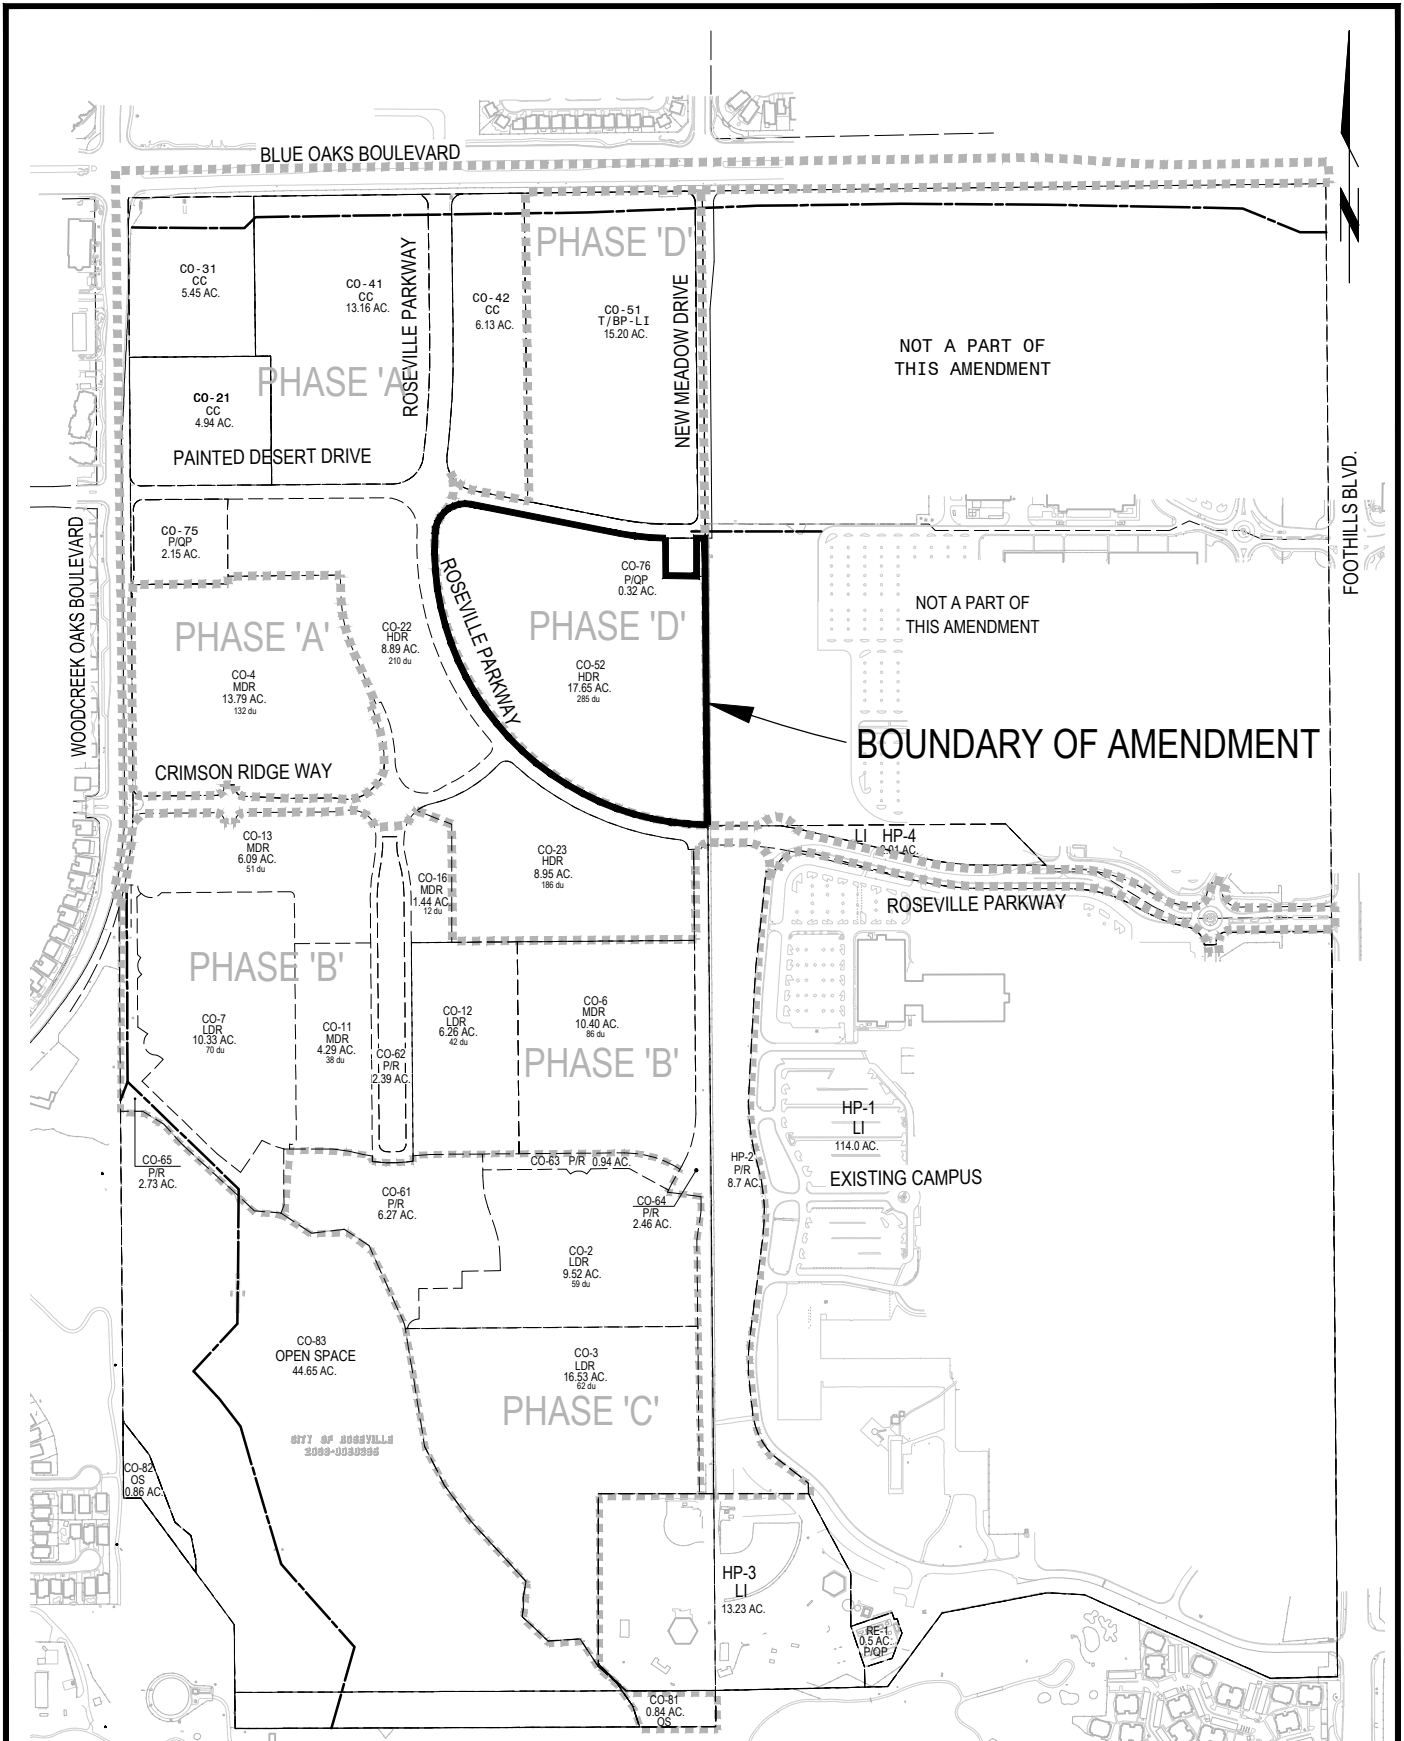 BLUE OAKS BOULEVARD
PHASE 'D'
CO-31
CC
5.45 AC.
CO-41
CC
13.16 AC.
ROSEVILLE PARKWAY
CO-42
CC
6.13 AC.
CO-51
T/BP-LI
15.20 AC.
NEW MEADOW DRIVE
NOT A PART OF
THIS AMENDMENT
PHASE 'A'
CO-21
CC
4.94 AC.
PAINTED DESERT DRIVE
FOOTHILLS BLVD.
WOODCREEK OAKS BOULEVARD
CO-75
P/QP
2.15 AC.
CO-76
P/QP
0.32 AC.
ROSEVILLE PARKWAY
NOT A PART OF
THIS AMENDMENT
PHASE 'A'
CO-22
HDR
8.89 AC.
210 du
PHASE 'D'
CO-4
MDR
13.79 AC.
132 du
CO-52
HDR
17.65 AC.
285 du
BOUNDARY OF AMENDMENT
CRIMSON RIDGE WAY
CO-13
MDR
6.09 AC.
51 du
CO-16
MDR
1.44 AC.
12 du
CO-23
HDR
8.95 AC.
186 du
LI HP-4
ROSEVILLE PARKWAY
PHASE 'B'
CO-7
LDR
10.33 AC.
70 du
CO-11
MDR
4.29 AC.
38 du
CO-62
P/R
2.39 AC.
CO-12
LDR
6.26 AC.
42 du
CO-6
MDR
10.40 AC.
86 du
PHASE 'B'
HP-1
LI
114.0 AC.
EXISTING CAMPUS
CO-65
P/R
2.73 AC.
CO-63 P/R 0.94 AC.
HP-2
P/R
8.7 AC.
CO-61
P/R
6.27 AC.
CO-64
P/R
2.46 AC.
CO-2
LDR
9.52 AC.
59 du
CO-83
OPEN SPACE
44.65 AC.
CO-3
LDR
16.53 AC.
62 du
PHASE 'C'
CITY OF ROSEVILLE
CO-82
OS
0.86 AC.
HP-3
LI
13.23 AC.
RE-1
0.5 AC.
P/QP
CO-81
0.84 AC.
OS
N